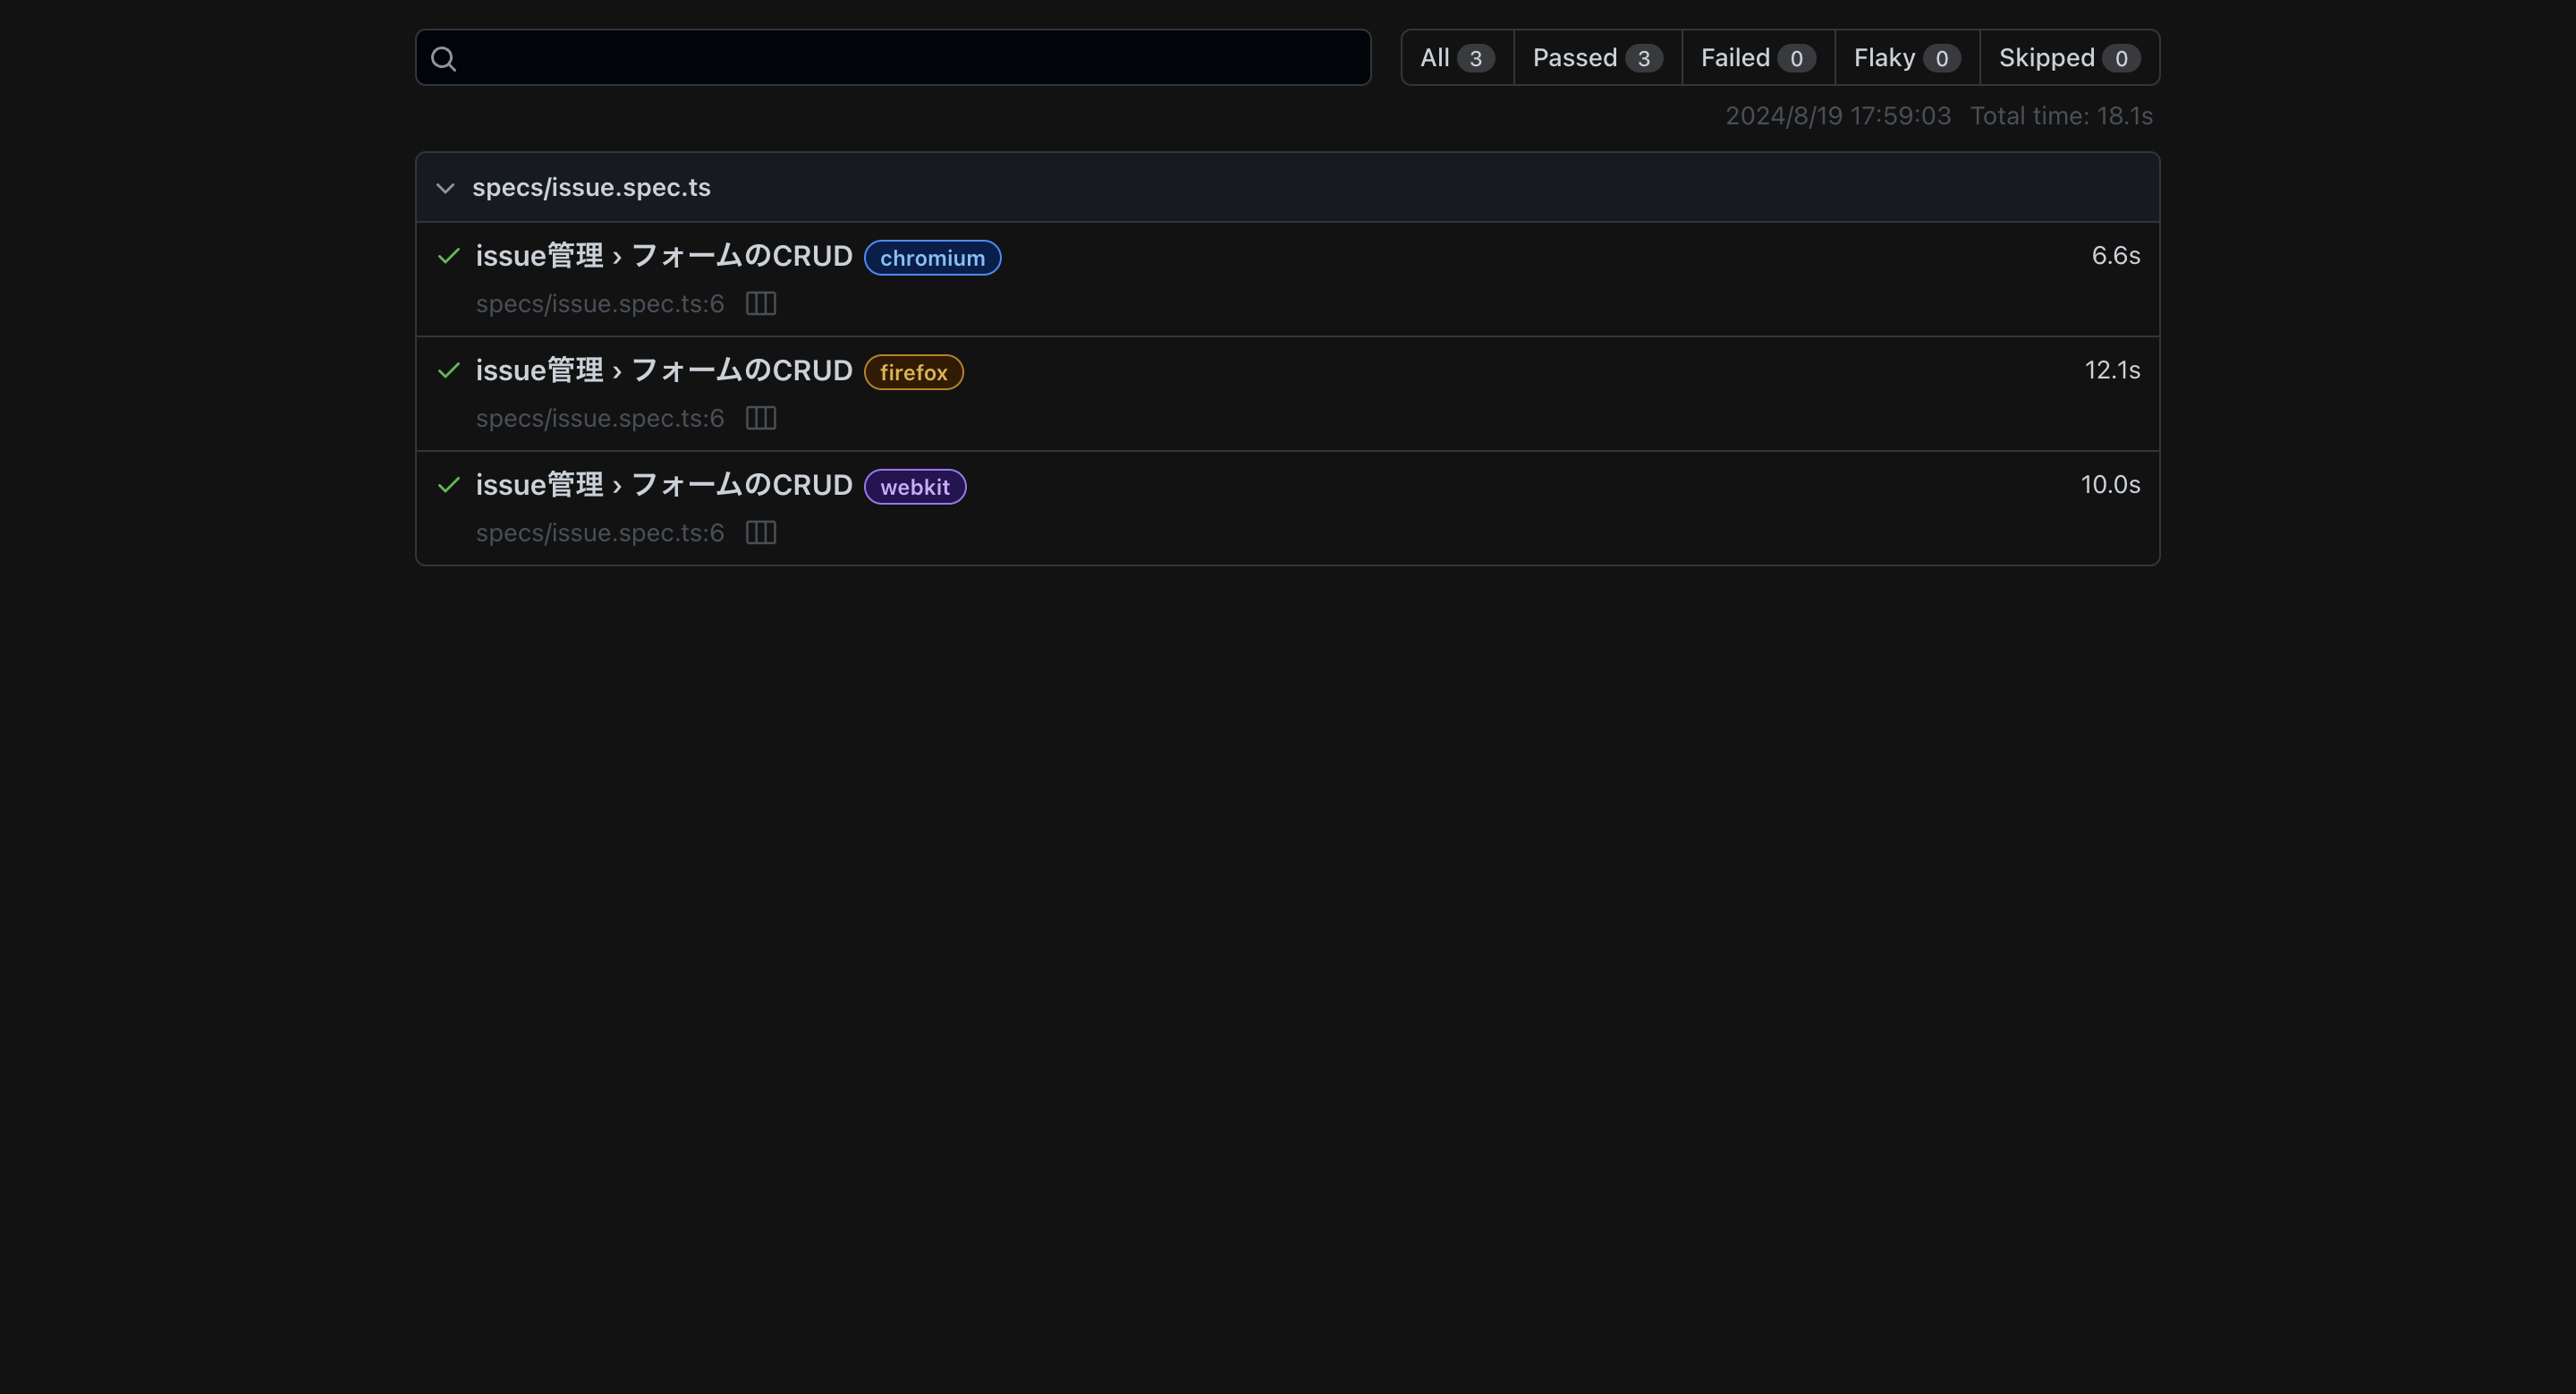 All 3 Passed 3 Failed 0 Flaky 0 Skipped 0
2024/8/19 17:59:03 Total time: 18.1s
specs/issue.spec.ts
issue管理 › フォームのCRUD chromium 6.6s
specs/issue.spec.ts:6
issue管理 › フォームのCRUD firefox 12.1s
specs/issue.spec.ts:6
issue管理 › フォームのCRUD webkit 10.0s
specs/issue.spec.ts:6